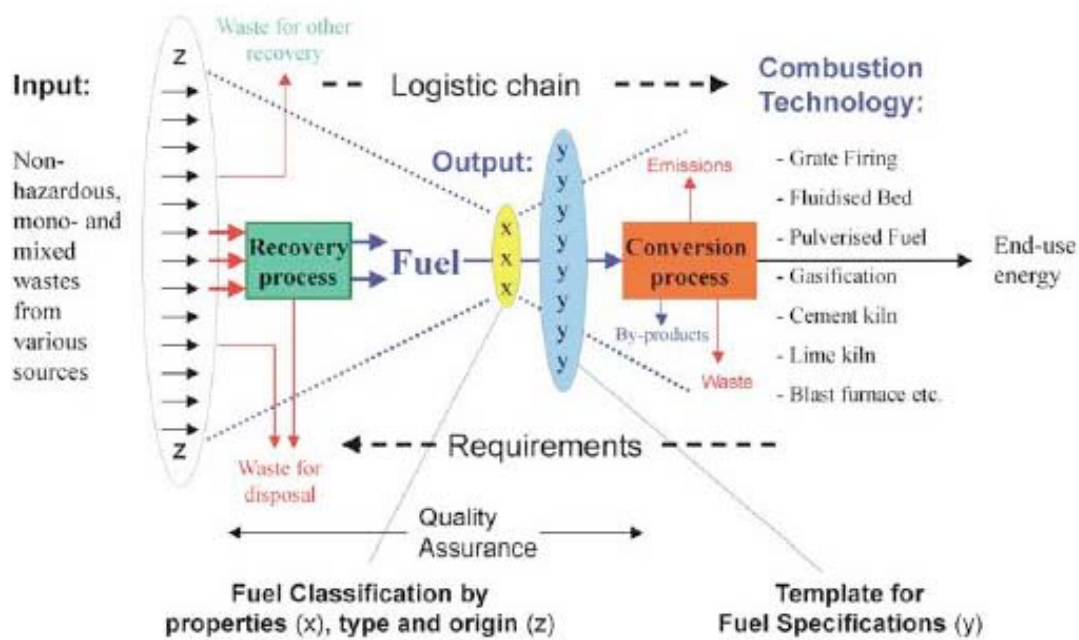 Input:
Non-
hazardous,
mono- and
mixed
wastes
from
various
sources
z
z
Waste for other
recovery
Logistic chain
Combustion
Technology:
Output:
Recovery
process
Fuel
x
x
x
y
y
y
y
y
y
y
y
Emissions
Conversion
process
By-products
Waste
- Grate Firing
- Fluidised Bed
- Pulverised Fuel
- Gasification
- Cement kiln
- Lime kiln
- Blast furnace etc.
End-use
energy
Requirements
Waste for
disposal
Quality
Assurance
Fuel Classification by
properties (x), type and origin (z)
Template for
Fuel Specifications (y)